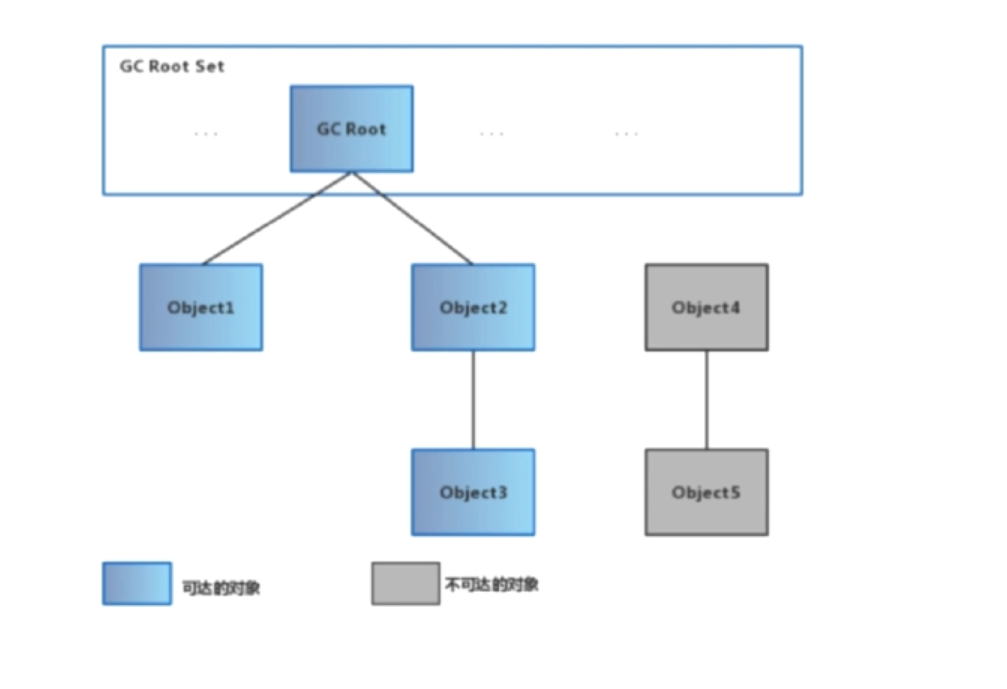 GC Root Set
... GC Root ... ...
Object1 Object2 Object4
Object3 Object5
可达的对象 不可达的对象